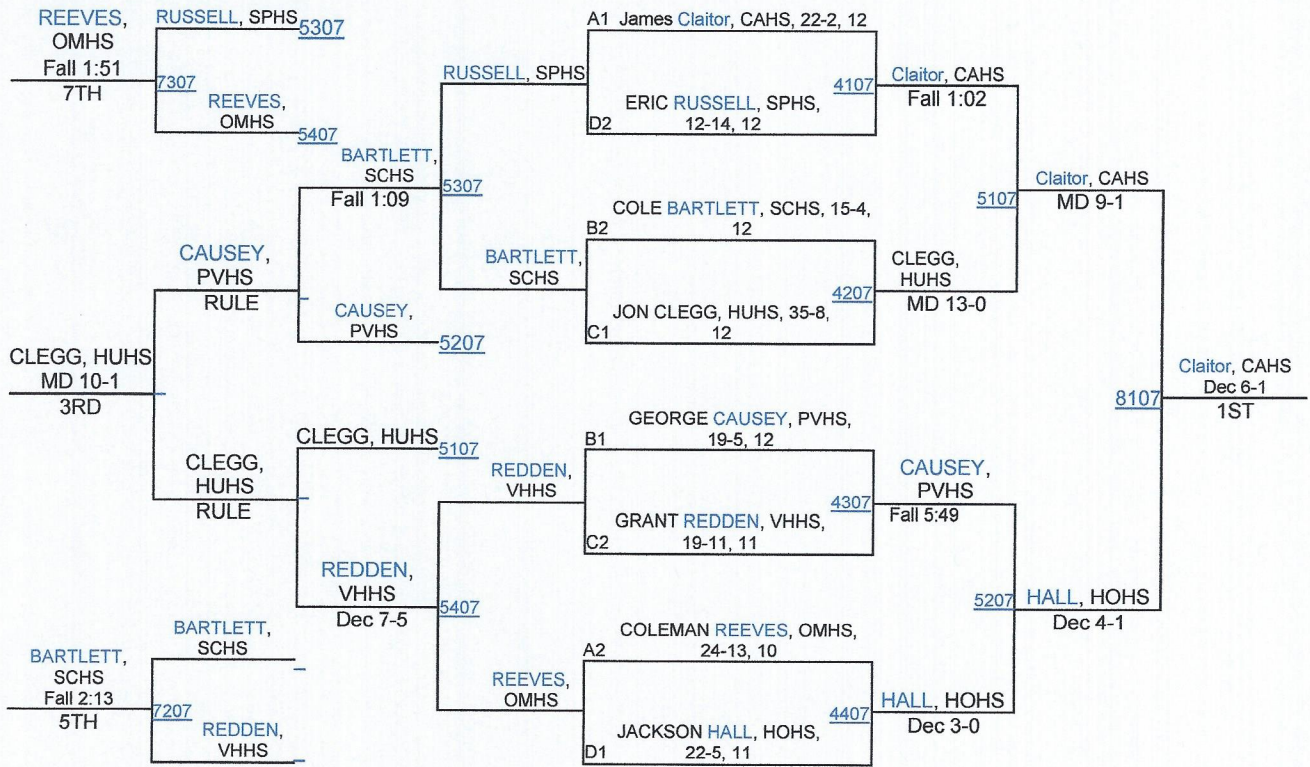 REEVES,
OMHS
Fall 1:51
7TH
7307
RUSSELL, SPHS
5307
REEVES,
OMHS
5407
BARTLETT,
SCHS
Fall 1:09
RUSSELL, SPHS
5307
BARTLETT,
SCHS
CAUSEY,
PVHS
RULE
CAUSEY,
PVHS
5207
CLEGG, HUHS
MD 10-1
3RD
CLEGG,
HUHS
RULE
CLEGG, HUHS
5107
REDDEN,
VHHS
REDDEN,
VHHS
Dec 7-5
5407
REEVES,
OMHS
BARTLETT,
SCHS
Fall 2:13
5TH
7207
BARTLETT,
SCHS
REDDEN,
VHHS
A1 James Claitor, CAHS, 22-2, 12
4107
ERIC RUSSELL, SPHS,
D2 12-14, 12
Claitor, CAHS
Fall 1:02
COLE BARTLETT, SCHS, 15-4,
B2 12
4207
JON CLEGG, HUHS, 35-8,
C1 12
CLEGG,
HUHS
MD 13-0
5107
Claitor, CAHS
MD 9-1
GEORGE CAUSEY, PVHS,
B1 19-5, 12
4307
GRANT REDDEN, VHHS,
C2 19-11, 11
CAUSEY,
PVHS
Fall 5:49
COLEMAN REEVES, OMHS,
A2 24-13, 10
4407
JACKSON HALL, HOHS,
D1 22-5, 11
HALL, HOHS
Dec 3-0
5207
HALL, HOHS
Dec 4-1
8107
Claitor, CAHS
Dec 6-1
1ST